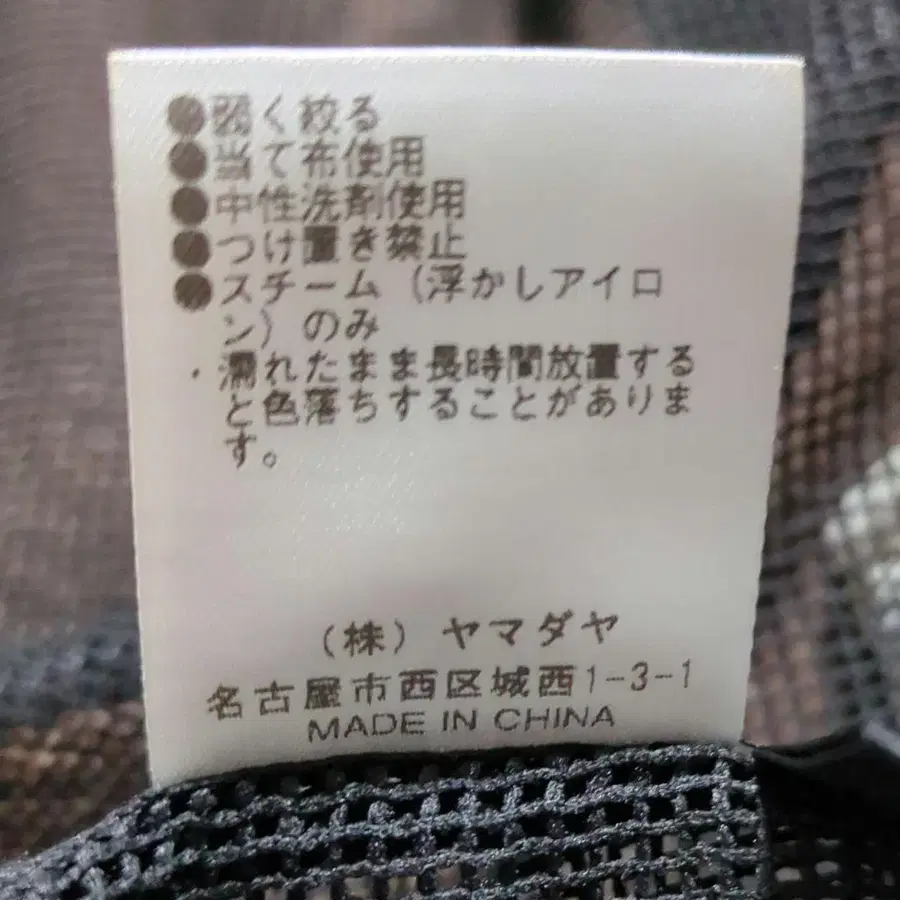 ●弱く絞る
●当て布使用
●中性洗剤使用
●つけ置き禁止
●スチーム（浮かしアイロ
ン）のみ
・濡れたまま長時間放置する
と色落ちすることがありま
す。
（株）ヤマダヤ
名古屋市西区城西1-3-1
MADE IN CHINA